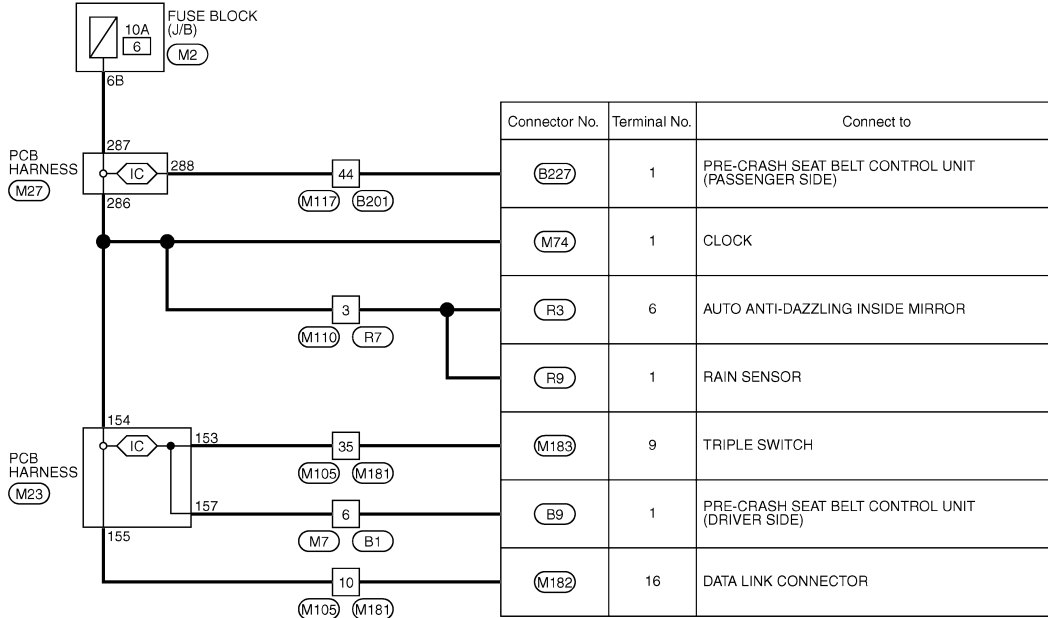 FUSE BLOCK
(J/B)
10A
6
M2
6B
Connector No. Terminal No. Connect to
287
PCB
HARNESS
M27
IC
288
286
44
M117 B201
B227 1 PRE-CRASH SEAT BELT CONTROL UNIT
(PASSENGER SIDE)
M74 1 CLOCK
3
M110 R7
R3 6 AUTO ANTI-DAZZLING INSIDE MIRROR
R9 1 RAIN SENSOR
154
PCB
HARNESS
M23
IC
153
35
M105 M181
M183 9 TRIPLE SWITCH
157
6
M7 B1
B9 1 PRE-CRASH SEAT BELT CONTROL UNIT
(DRIVER SIDE)
155
10
M105 M181
M182 16 DATA LINK CONNECTOR